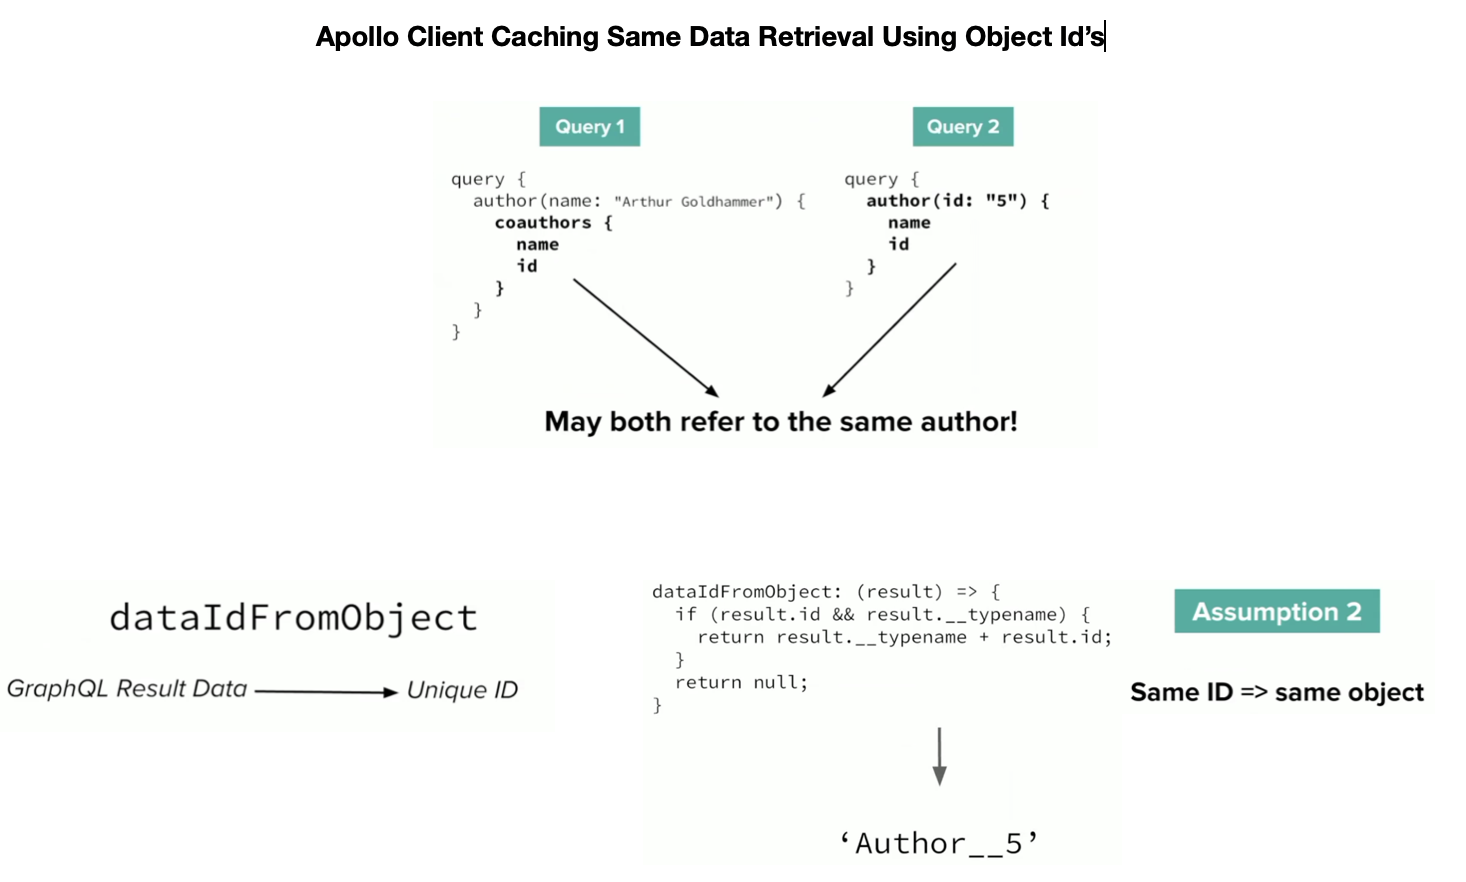 Apollo Client Caching Same Data Retrieval Using Object Id’s
Query 1
query {
  author(name: "Arthur Goldhammer") {
    coauthors {
      name
      id
    }
  }
}
Query 2
query {
  author(id: "5") {
    name
    id
  }
}
May both refer to the same author!
dataIdFromObject
GraphQL Result Data
Unique ID
dataIdFromObject: (result) => {
  if (result.id && result.__typename) {
    return result.__typename + result.id;
  }
  return null;
}
‘Author__5’
Assumption 2
Same ID => same object